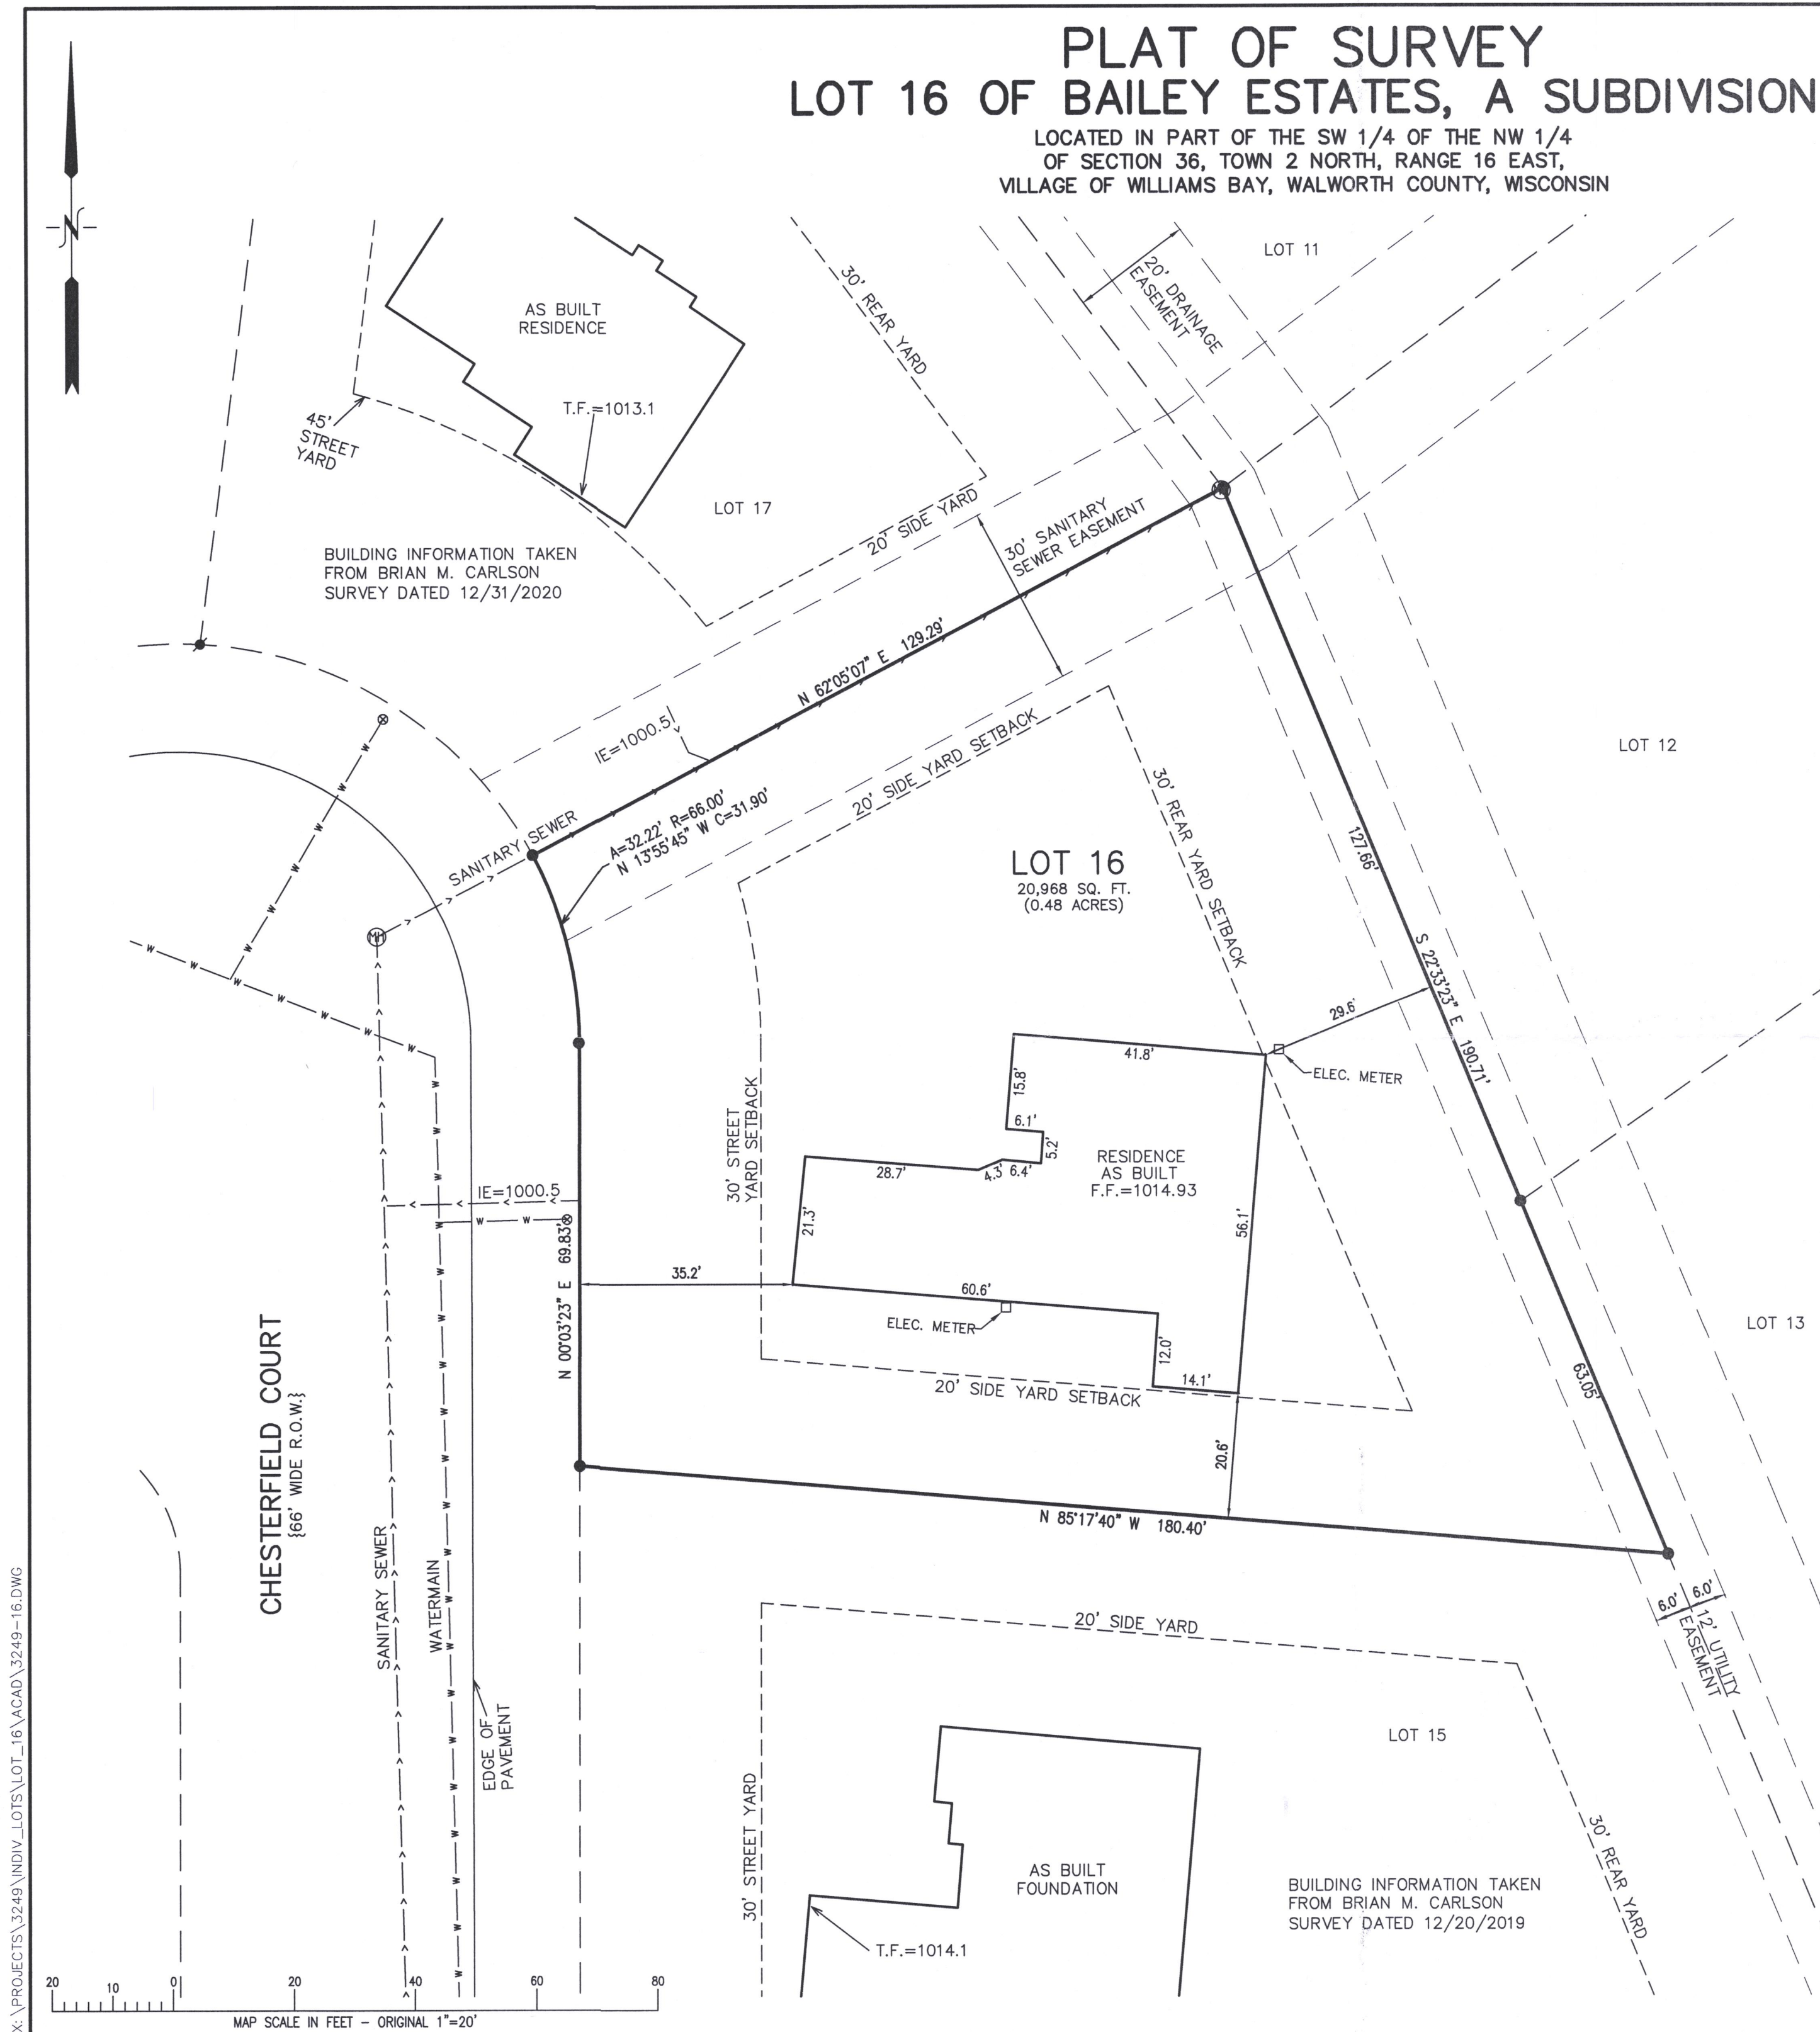 PLAT OF SURVEY
LOT 16 OF BAILEY ESTATES, A SUBDIVISION
LOCATED IN PART OF THE SW 1/4 OF THE NW 1/4
OF SECTION 36, TOWN 2 NORTH, RANGE 16 EAST,
VILLAGE OF WILLIAMS BAY, WALWORTH COUNTY, WISCONSIN
N
LOT 11
20' DRAINAGE
EASEMENT
30' REAR YARD
AS BUILT
RESIDENCE
T.F.=1013.1
45'
STREET
YARD
LOT 17
20' SIDE YARD
30' SANITARY
SEWER EASEMENT
BUILDING INFORMATION TAKEN
FROM BRIAN M. CARLSON
SURVEY DATED 12/31/2020
N 62°05'07" E 129.29'
IE=1000.5
20' SIDE YARD SETBACK
LOT 12
A=32.22' R=66.00'
N 13°55'45" W C=31.90'
SANITARY SEWER
30' REAR YARD SETBACK
127.66'
LOT 16
20,968 SQ. FT.
(0.48 ACRES)
MH
S 22°33'23" E 190.71'
29.6'
41.8'
ELEC. METER
15.8'
6.1'
5.2'
30' STREET
YARD SETBACK
28.7'
4.3'
6.4'
RESIDENCE
AS BUILT
F.F.=1014.93
IE=1000.5
21.3'
56.1'
N 00°03'23" E 69.83'
35.2'
60.6'
ELEC. METER
12.0'
14.1'
LOT 13
63.05'
20' SIDE YARD SETBACK
20.6'
CHESTERFIELD COURT
{66' WIDE R.O.W.}
N 85°17'40" W 180.40'
SANITARY SEWER
WATERMAIN
6.0'
6.0'
12' UTILITY
EASEMENT
20' SIDE YARD
EDGE OF
PAVEMENT
LOT 15
30' STREET YARD
AS BUILT
FOUNDATION
T.F.=1014.1
30' REAR YARD
BUILDING INFORMATION TAKEN
FROM BRIAN M. CARLSON
SURVEY DATED 12/20/2019
20 10 0 20 40 60 80
MAP SCALE IN FEET - ORIGINAL 1"=20'
X:\PROJECTS\3249\INDIV_LOTS\LOT_16\ACAD\3249-16.DWG